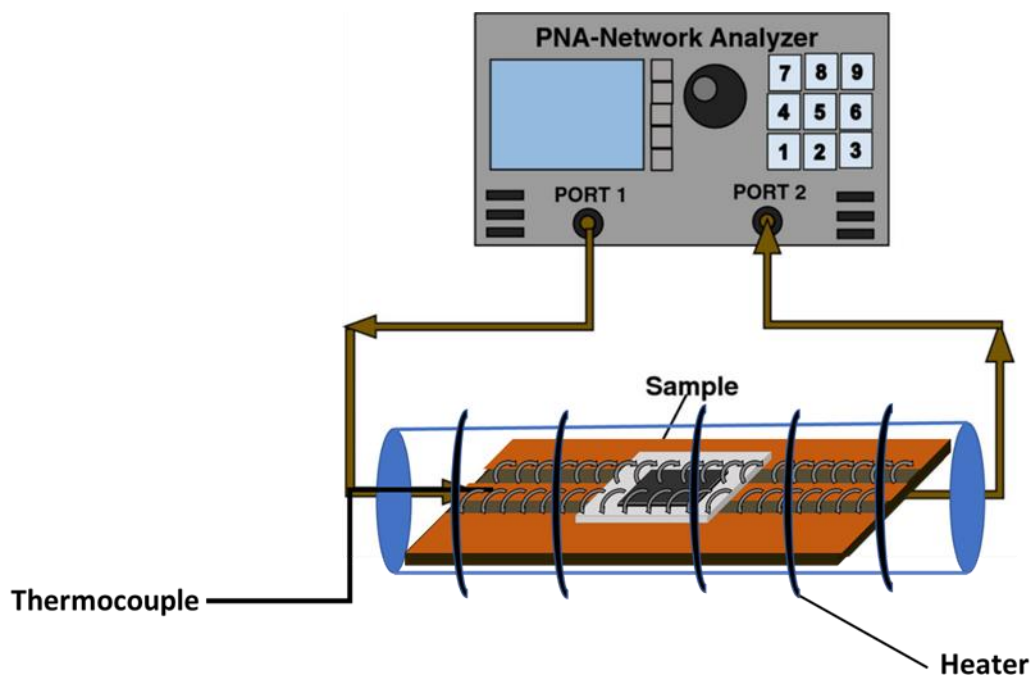 PNA-Network Analyzer
7 8 9
4 5 6
1 2 3
PORT 1
PORT 2
Sample
Thermocouple
Heater